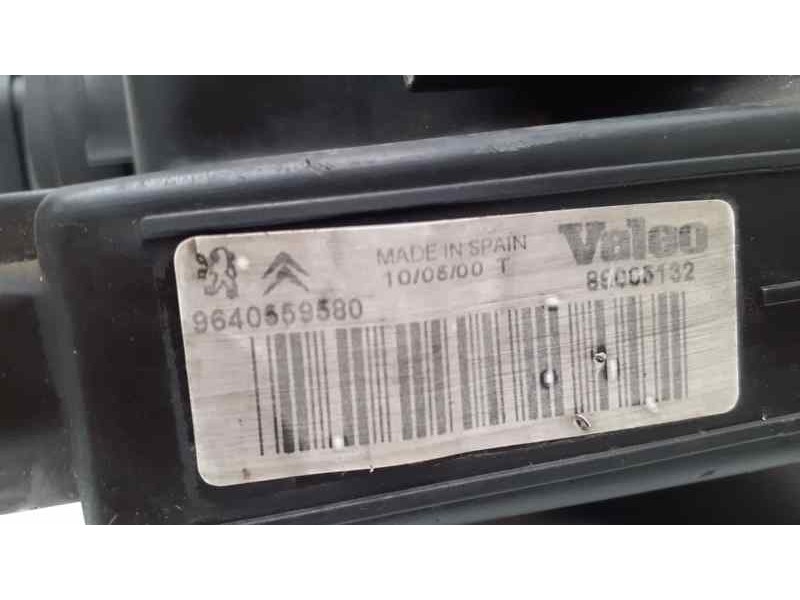 MADE IN SPAIN
Valeo
10/05/00 T
89005132
9640559580